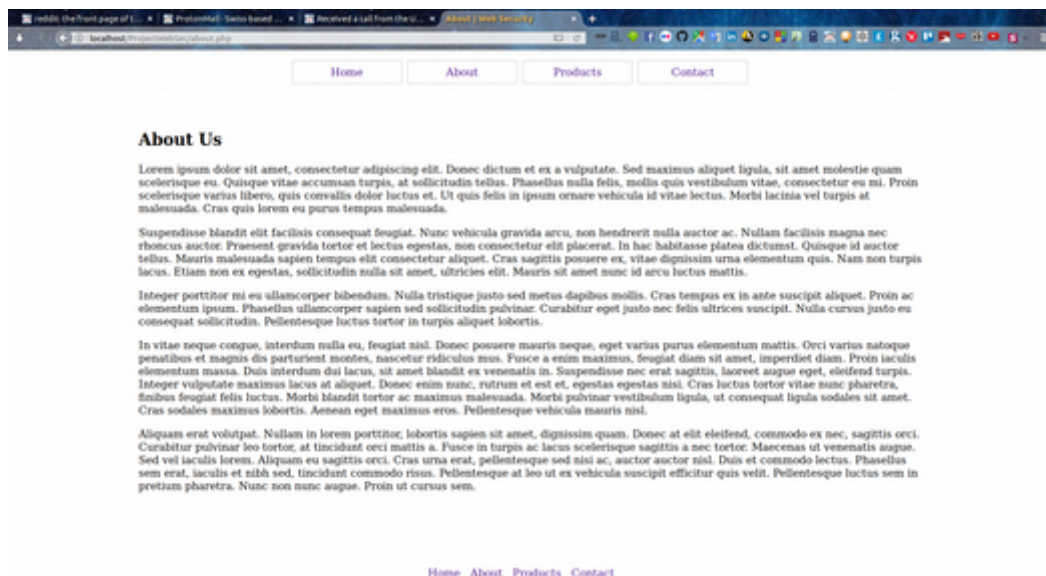 reddit: the front page of t...
ProtonMail - Swiss based ...
Received a call from the U...
About | Web Security
localhost/ProjectWebSec/about.php
Home About Products Contact
About Us
Lorem ipsum dolor sit amet, consectetur adipiscing elit. Donec dictum et ex a vulputate. Sed maximus aliquet ligula, sit amet molestie quam
scelerisque eu. Quisque vitae accumsan turpis, at sollicitudin tellus. Phasellus nulla felis, mollis quis vestibulum vitae, consectetur eu mi. Proin
scelerisque varius libero, quis convallis dolor luctus et. Ut quis felis in ipsum ornare vehicula id vitae lectus. Morbi lacinia vel turpis at
malesuada. Cras quis lorem eu purus tempus malesuada.
Suspendisse blandit elit facilisis consequat feugiat. Nunc vehicula gravida arcu, non hendrerit nulla auctor ac. Nullam facilisis magna nec
rhoncus auctor. Praesent gravida tortor et lectus egestas, non consectetur elit placerat. In hac habitasse platea dictumst. Quisque id auctor
tellus. Mauris malesuada sapien tempus elit consectetur aliquet. Cras sagittis posuere ex, vitae dignissim urna elementum quis. Nam non turpis
lacus. Etiam non ex egestas, sollicitudin nulla sit amet, ultricies elit. Mauris sit amet nunc id arcu luctus mattis.
Integer porttitor mi eu ullamcorper bibendum. Nulla tristique justo sed metus dapibus mollis. Cras tempus ex in ante suscipit aliquet. Proin ac
elementum ipsum. Phasellus ullamcorper sapien sed sollicitudin pulvinar. Curabitur eget justo nec felis ultrices suscipit. Nulla cursus justo eu
consequat sollicitudin. Pellentesque luctus tortor in turpis aliquet lobortis.
In vitae neque congue, interdum nulla eu, feugiat nisl. Donec posuere mauris neque, eget varius purus elementum mattis. Orci varius natoque
penatibus et magnis dis parturient montes, nascetur ridiculus mus. Fusce a enim maximus, feugiat diam sit amet, imperdiet diam. Proin iaculis
elementum massa. Duis interdum dui lacus, sit amet blandit ex venenatis in. Suspendisse nec erat sagittis, laoreet augue eget, eleifend turpis.
Integer vulputate maximus lacus at aliquet. Donec enim nunc, rutrum et est et, egestas egestas nisi. Cras luctus tortor vitae nunc pharetra,
finibus feugiat felis luctus. Morbi blandit tortor ac maximus malesuada. Morbi pulvinar vestibulum ligula, ut consequat ligula sodales sit amet.
Cras sodales maximus lobortis. Aenean eget maximus eros. Pellentesque vehicula mauris nisl.
Aliquam erat volutpat. Nullam in lorem porttitor, lobortis sapien sit amet, dignissim quam. Donec at elit eleifend, commodo ex nec, sagittis orci.
Curabitur pulvinar leo tortor, at tincidunt orci mattis a. Fusce in turpis ac lacus scelerisque sagittis a nec tortor. Maecenas ut venenatis augue.
Sed vel iaculis lorem. Aliquam eu sagittis orci. Cras urna erat, pellentesque sed nisi ac, auctor auctor nisl. Duis et commodo lectus. Phasellus
sem erat, iaculis et nibh sed, tincidunt commodo risus. Pellentesque at leo ut ex vehicula suscipit efficitur quis velit. Pellentesque luctus sem in
pretium pharetra. Nunc non nunc augue. Proin ut cursus sem.
Home About Products Contact